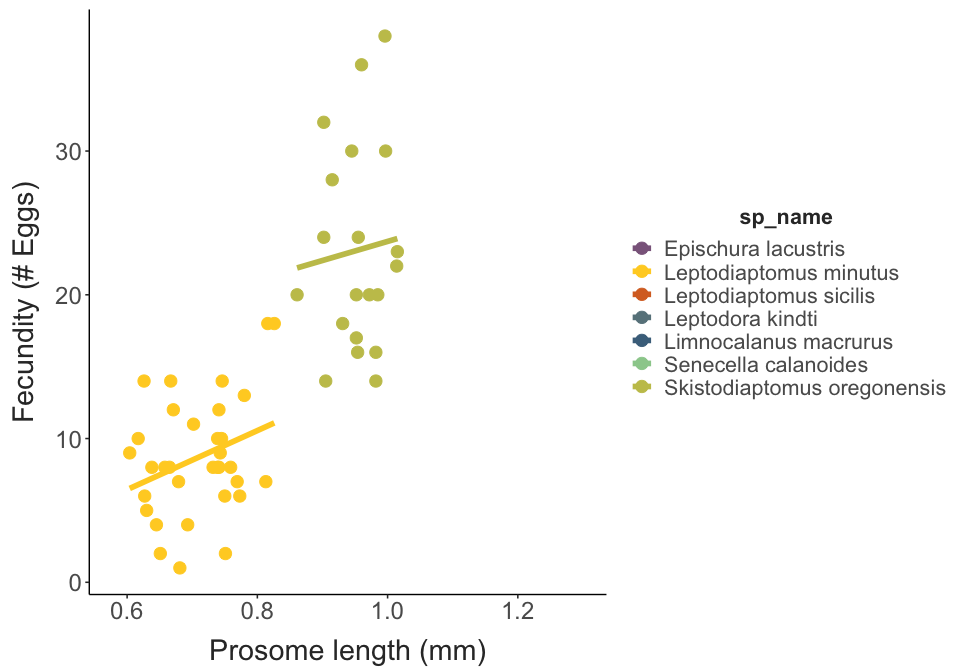 Fecundity (# Eggs)
30
20
10
0
0.6 0.8 1.0 1.2
Prosome length (mm)
sp_name
Epischura lacustris
Leptodiaptomus minutus
Leptodiaptomus sicilis
Leptodora kindti
Limnocalanus macrurus
Senecella calanoides
Skistodiaptomus oregonensis